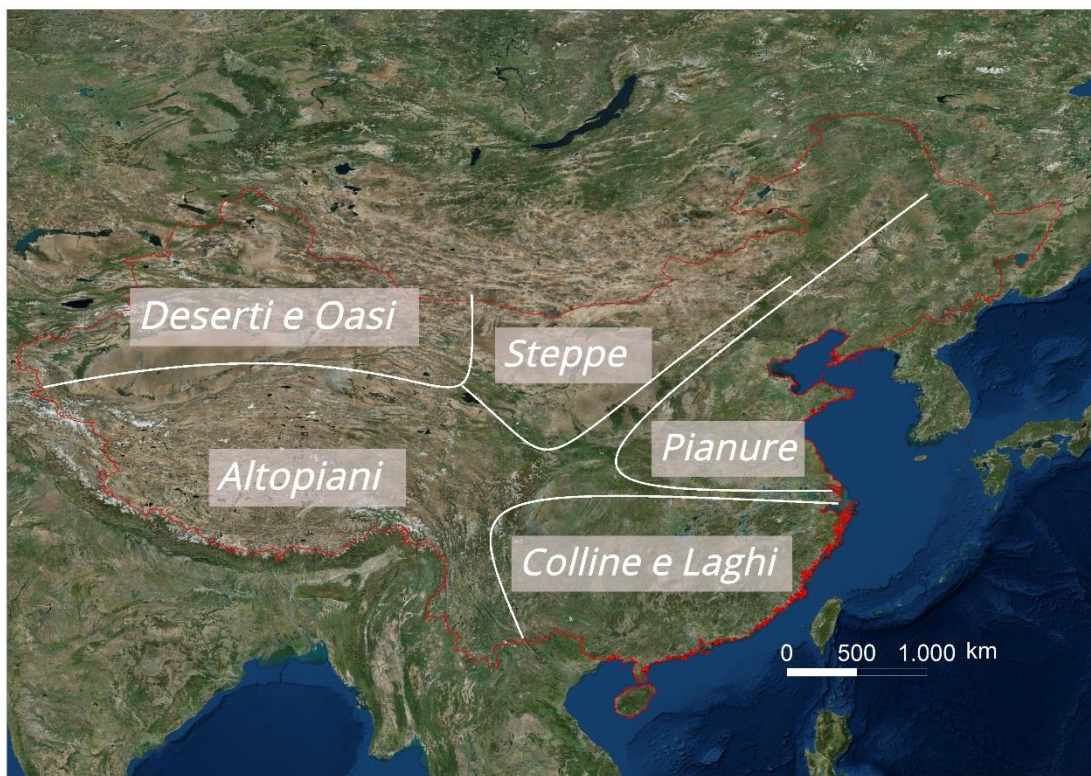 Deserti e Oasi
Steppe
Pianure
Altopiani
Colline e Laghi
0 500 1.000 km